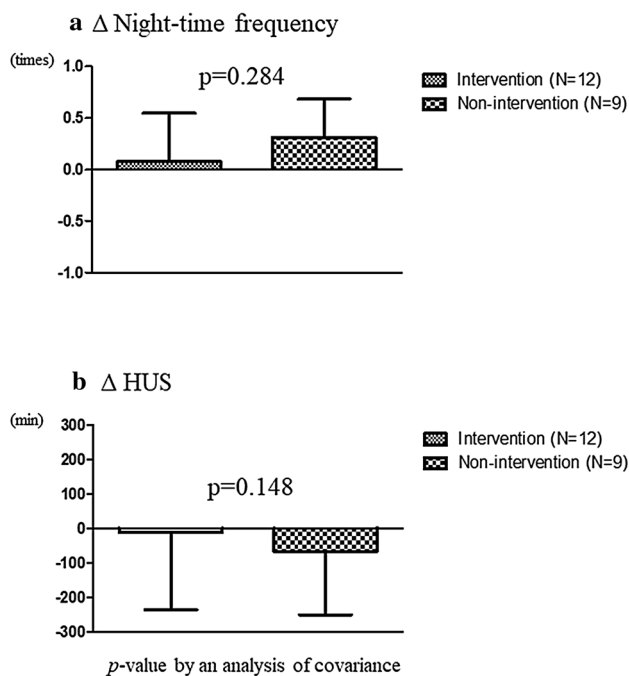 a Δ Night-time frequency
(times)
1.0
0.5
0.0
-0.5
-1.0
p=0.284
Intervention (N=12)
Non-intervention (N=9)
b Δ HUS
(min)
300
200
100
0
-100
-200
-300
p=0.148
Intervention (N=12)
Non-intervention (N=9)
p-value by an analysis of covariance